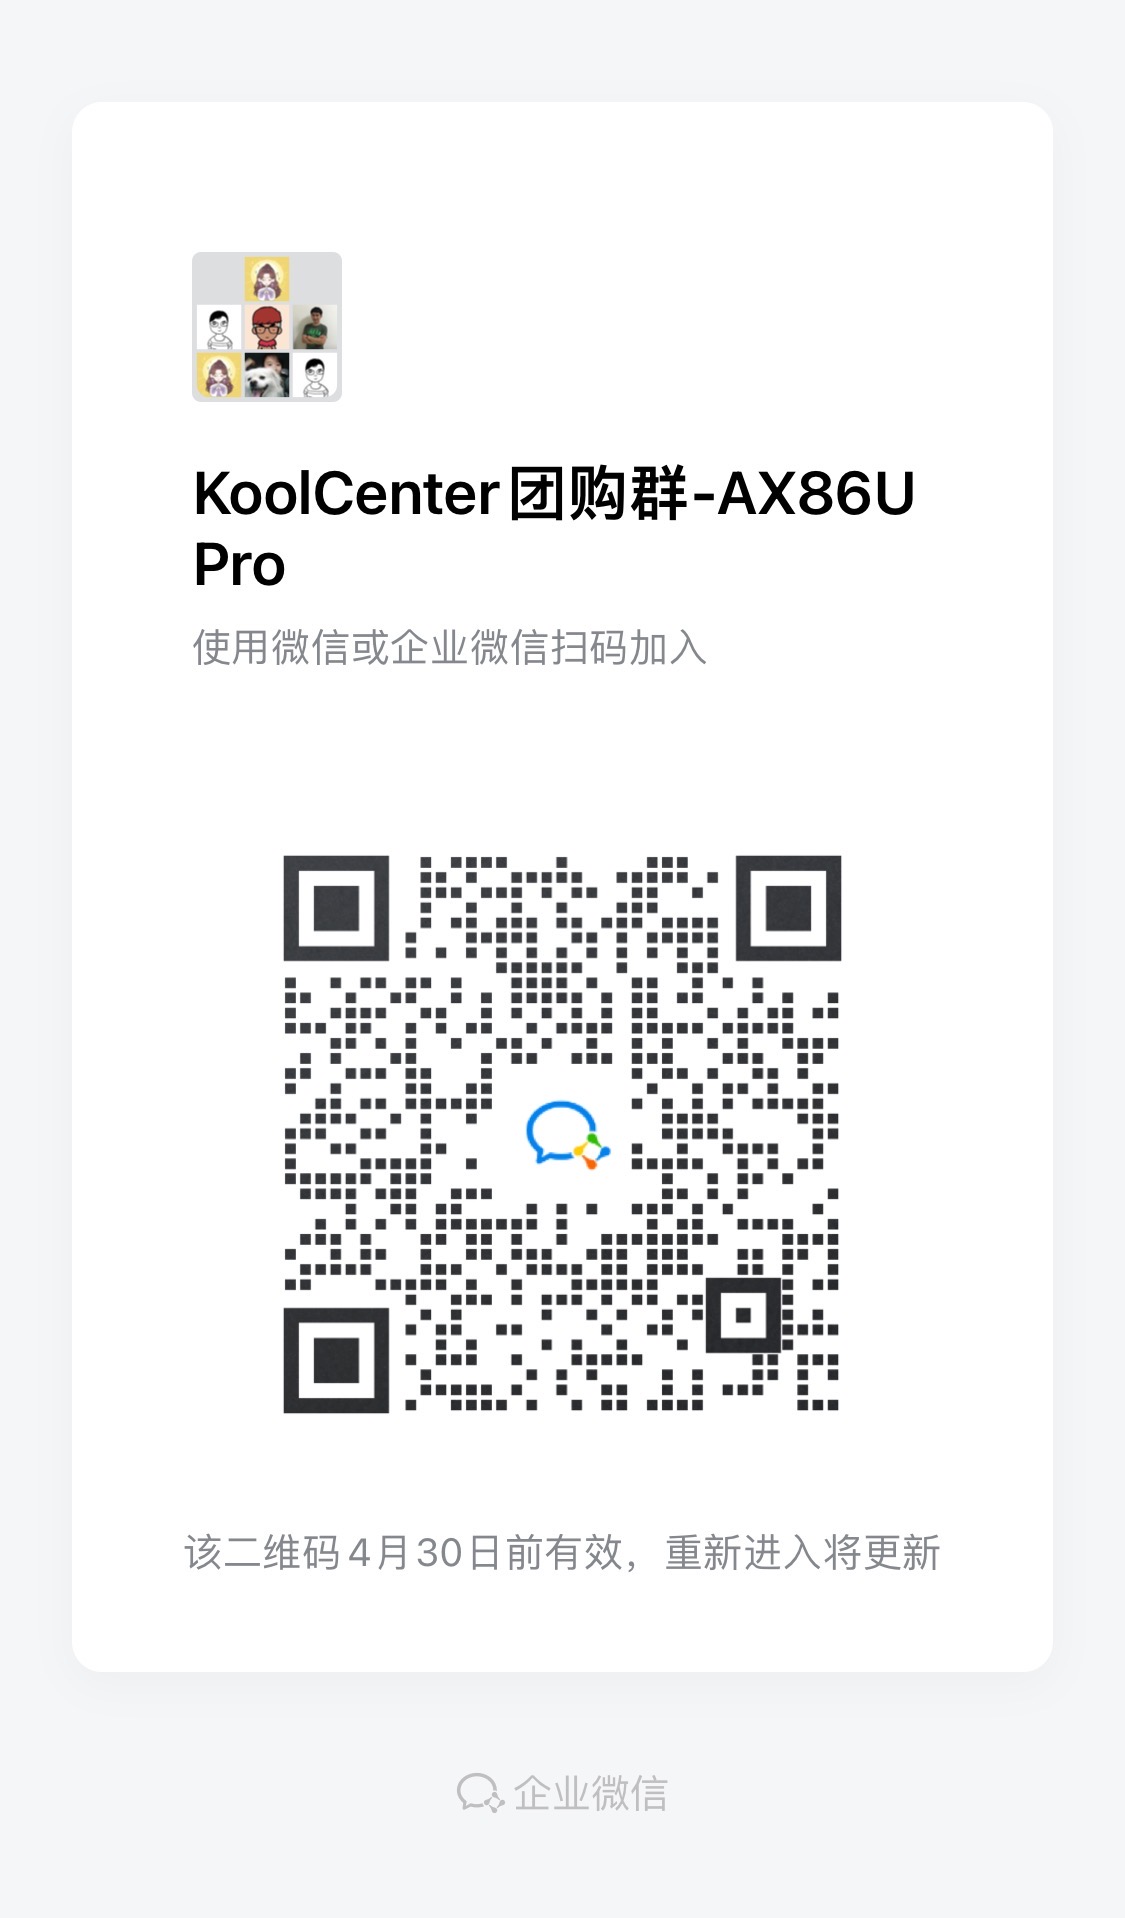 KoolCenter团购群-AX86U
Pro
使用微信或企业微信扫码加入
该二维码4月30日前有效，重新进入将更新
企业微信